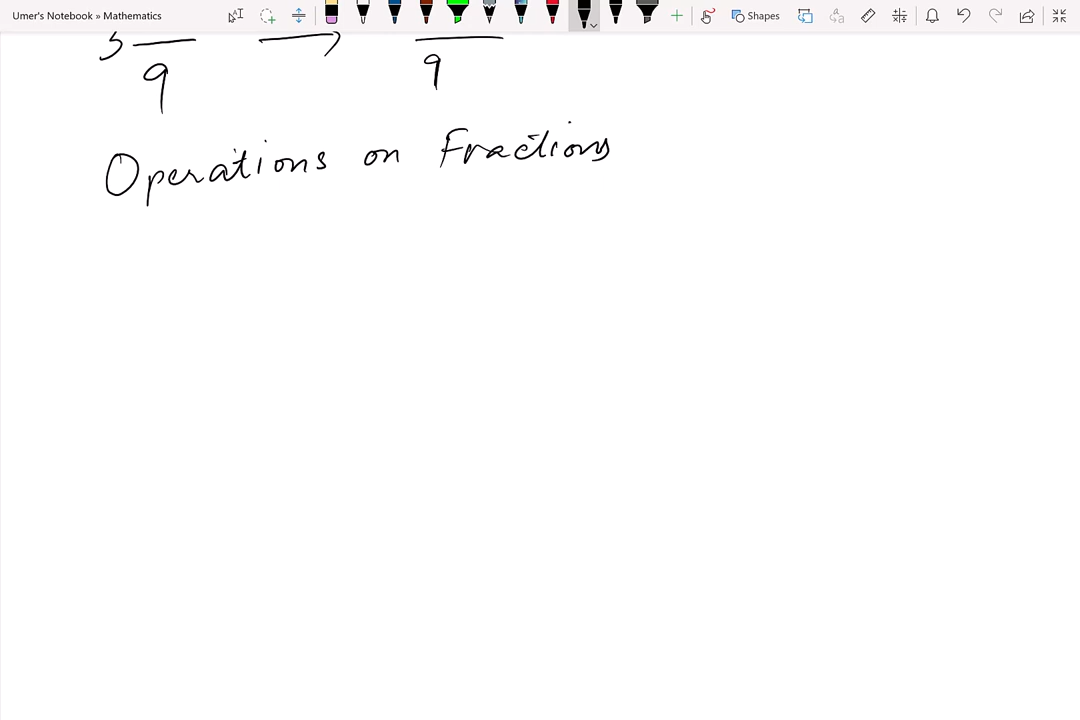 Umer's Notebook » Mathematics
Shapes
9 9
Operations on Fractions